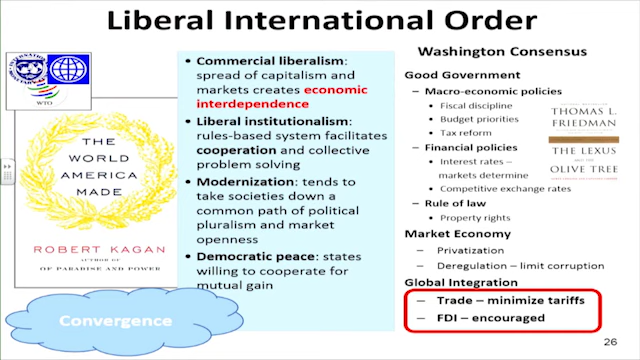 Liberal International Order
WTO
THE
WORLD
AMERICA
MADE
ROBERT KAGAN
AUTHOR OF
OF PARADISE AND POWER
Convergence
• Commercial liberalism:
spread of capitalism and
markets creates economic
interdependence
• Liberal institutionalism:
rules-based system facilitates
cooperation and collective
problem solving
• Modernization: tends to
take societies down a
common path of political
pluralism and market
openness
• Democratic peace: states
willing to cooperate for
mutual gain
Washington Consensus
Good Government
– Macro-economic policies
• Fiscal discipline
• Budget priorities
• Tax reform
– Financial policies
• Interest rates –
markets determine
• Competitive exchange rates
– Rule of law
• Property rights
Market Economy
– Privatization
– Deregulation – limit corruption
Global Integration
– Trade – minimize tariffs
– FDI – encouraged
THOMAS L.
FRIEDMAN
THE LEXUS
AND THE
OLIVE TREE
26